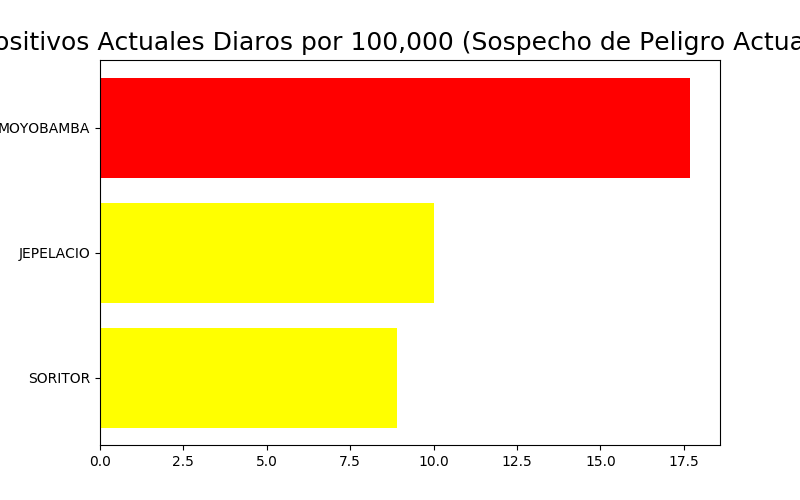 ositivos Actuales Diaros por 100,000 (Sospecho de Peligro Actua
MOYOBAMBA
JEPELACIO
SORITOR
0.0 2.5 5.0 7.5 10.0 12.5 15.0 17.5